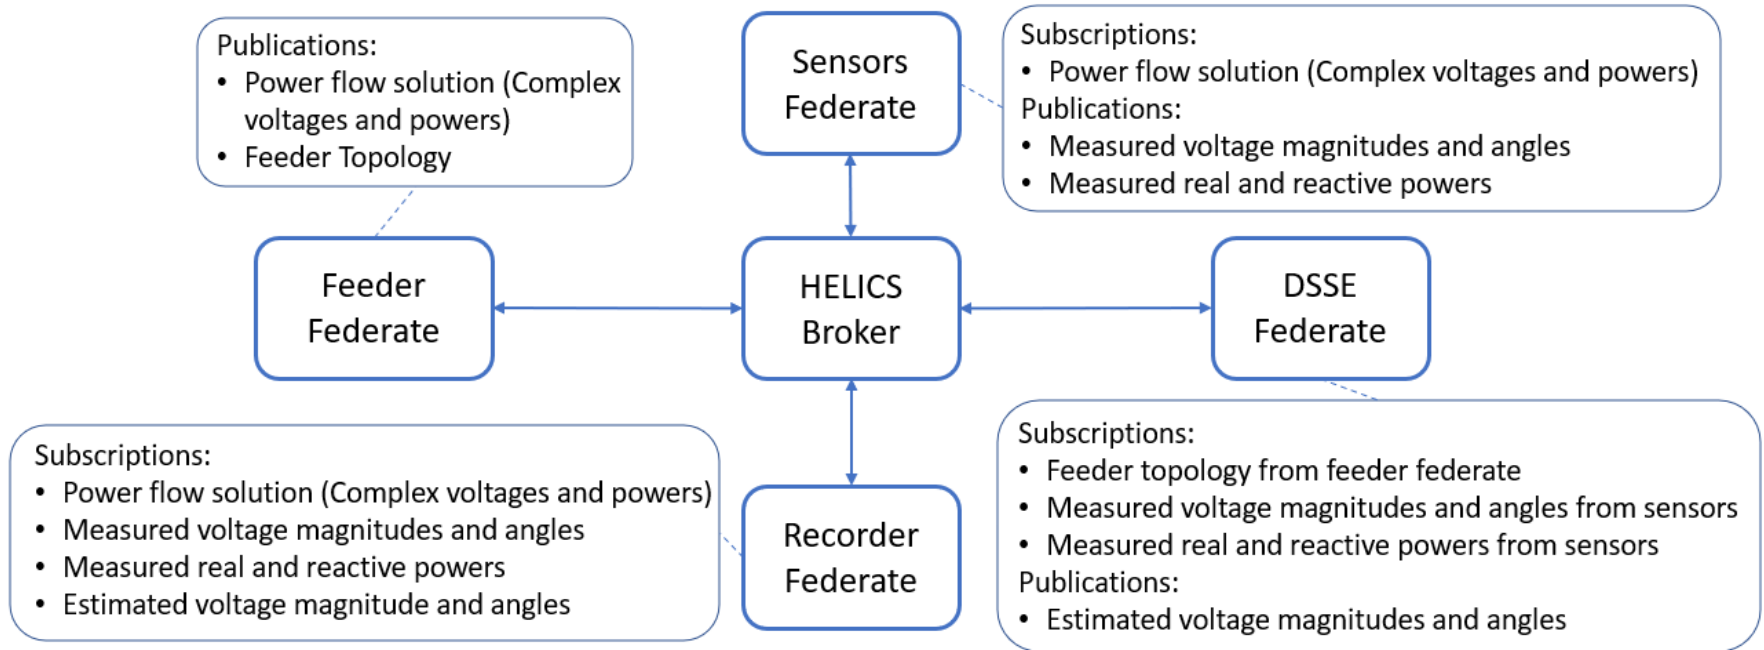 Publications:
• Power flow solution (Complex
voltages and powers)
• Feeder Topology
Sensors
Federate
Subscriptions:
• Power flow solution (Complex voltages and powers)
Publications:
• Measured voltage magnitudes and angles
• Measured real and reactive powers
Feeder
Federate
HELICS
Broker
DSSE
Federate
Subscriptions:
• Power flow solution (Complex voltages and powers)
• Measured voltage magnitudes and angles
• Measured real and reactive powers
• Estimated voltage magnitude and angles
Recorder
Federate
Subscriptions:
• Feeder topology from feeder federate
• Measured voltage magnitudes and angles from sensors
• Measured real and reactive powers from sensors
Publications:
• Estimated voltage magnitudes and angles